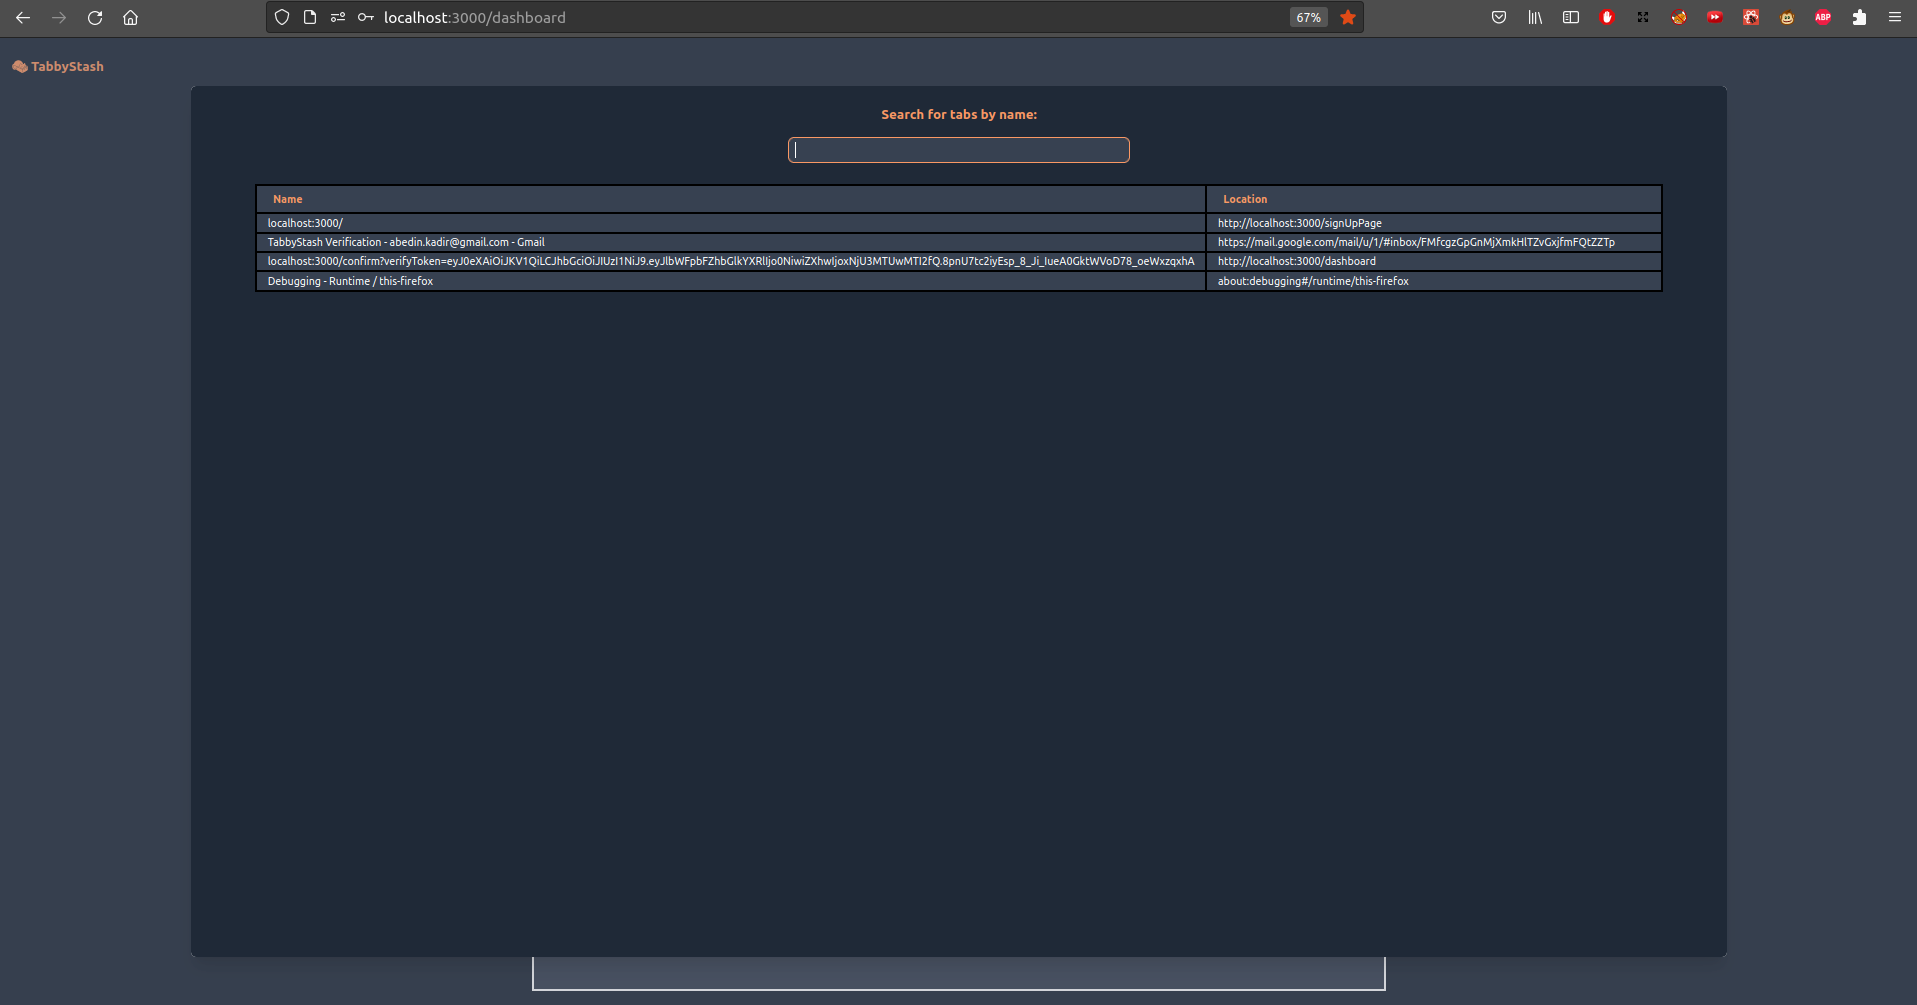 localhost:3000/dashboard
67%
ABP
TabbyStash
Search for tabs by name:
Name Location
localhost:3000/ http://localhost:3000/signUpPage
TabbyStash Verification - abedin.kadir@gmail.com - Gmail https://mail.google.com/mail/u/1/#inbox/FMfcgzGpGnMjXmkHlTZvGxjfmFQtZZTp
localhost:3000/confirm?verifyToken=eyJ0eXAiOiJKV1QiLCJhbGciOiJIUzI1NiJ9.eyJlbWFpbFZhbGlkYXRlIjo0NiwiZXhwIjoxNjU3MTUwMTI2fQ.8pnU7tc2iyEsp_8_Ji_IueA0GktWVoD78_oeWxzqxhA http://localhost:3000/dashboard
Debugging - Runtime / this-firefox about:debugging#/runtime/this-firefox